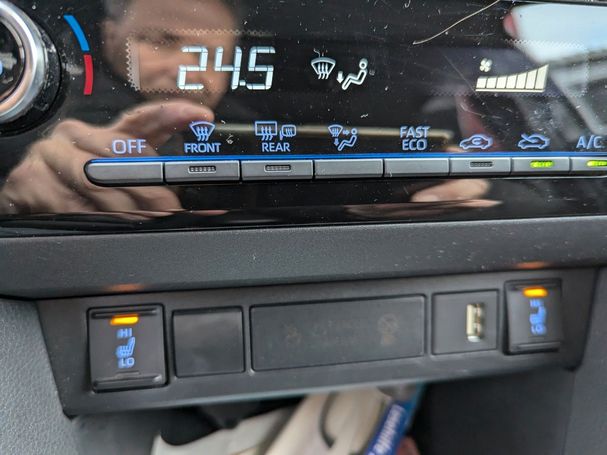 24.5
OFF FRONT REAR FAST ECO A/C
HI
LO
HI
LO